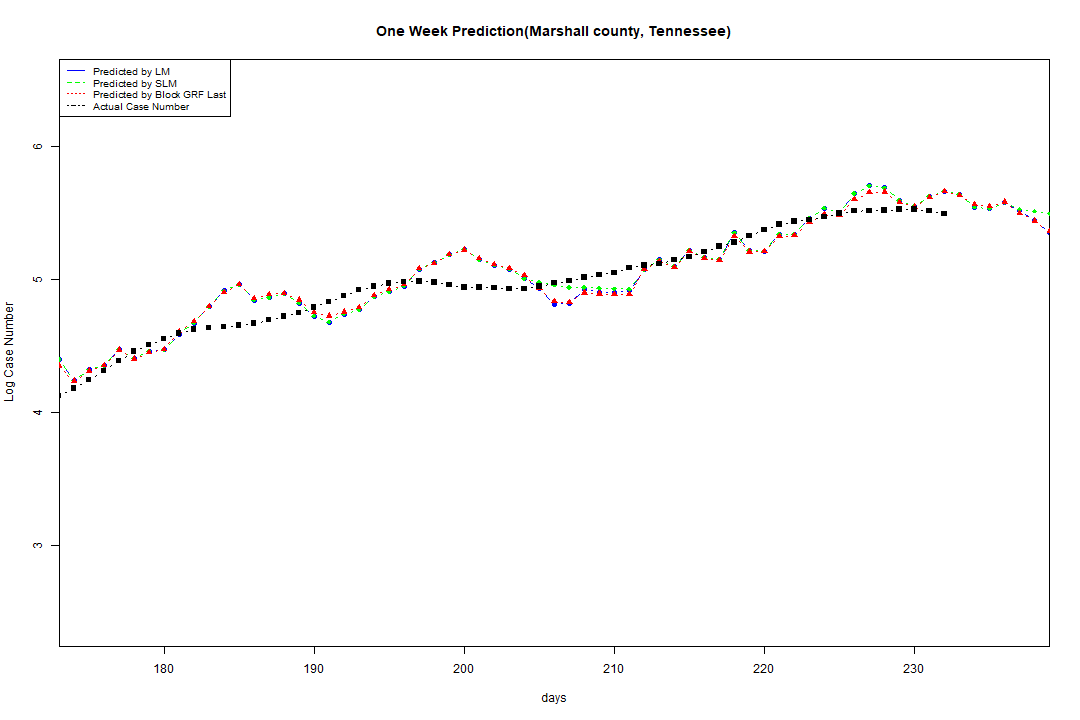 One Week Prediction(Marshall county, Tennessee)
Predicted by LM
Predicted by SLM
Predicted by Block GRF Last
Actual Case Number
6
5
4
3
Log Case Number
180 190 200 210 220 230
days